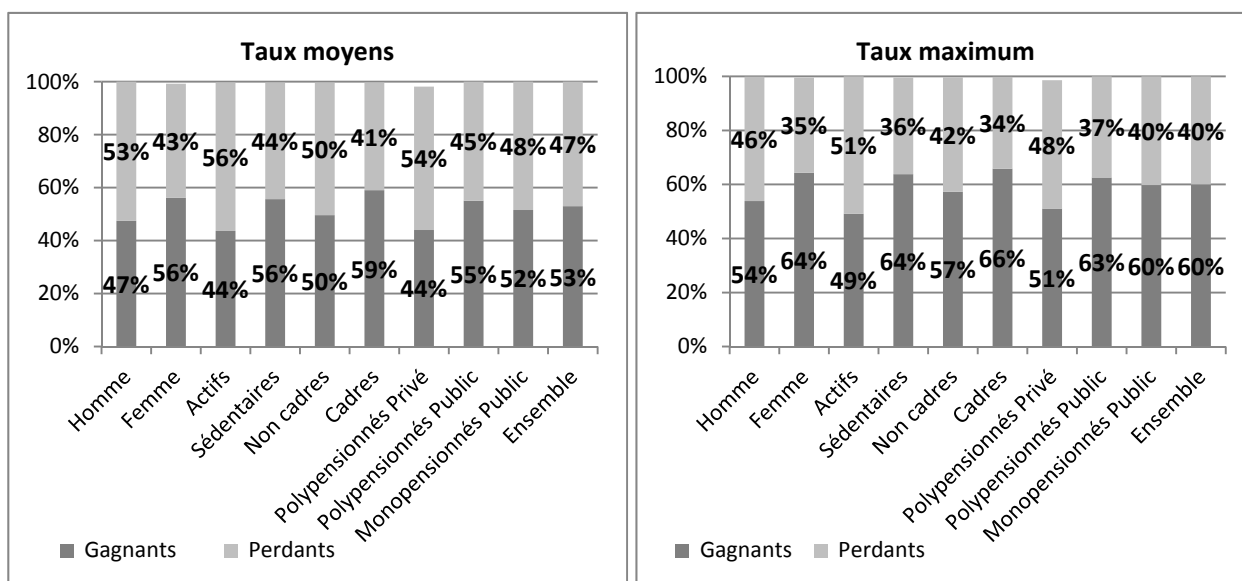 Taux moyens
100%
80%
60%
40%
20%
0%
53% 43% 56% 44% 50% 41% 54% 45% 48% 47%
47% 56% 44% 56% 50% 59% 44% 55% 52% 53%
Homme
Femme
Actifs
Sédentaires
Non cadres
Cadres
Polypensionnés Privé
Polypensionnés Public
Monopensionnés Public
Ensemble
Gagnants Perdants
Taux maximum
100%
80%
60%
40%
20%
0%
46% 35% 51% 36% 42% 34% 48% 37% 40% 40%
54% 64% 49% 64% 57% 66% 51% 63% 60% 60%
Homme
Femme
Actifs
Sédentaires
Non cadres
Cadres
Polypensionnés Privé
Polypensionnés Public
Monopensionnés Public
Ensemble
Gagnants Perdants